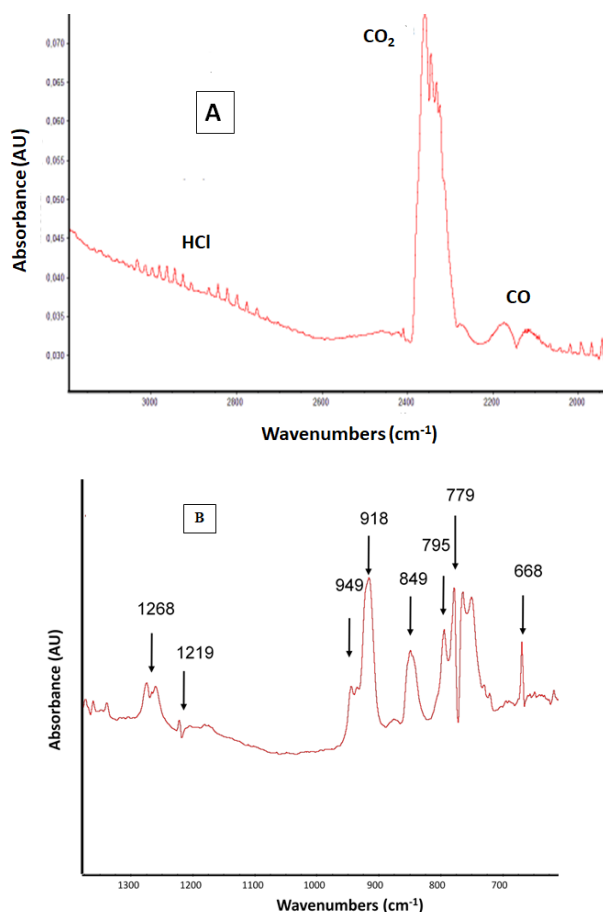 CO₂
0.070
0.065
A
0.060
0.055
0.050
0.045
HCl
0.040
CO
0.035
0.030
Absorbance (AU)
3000 2800 2600 2400 2200 2000
Wavenumbers (cm⁻¹)
B
779
918
795
949
849
668
1268
1219
Absorbance (AU)
1300 1200 1100 1000 900 800 700
Wavenumbers (cm⁻¹)